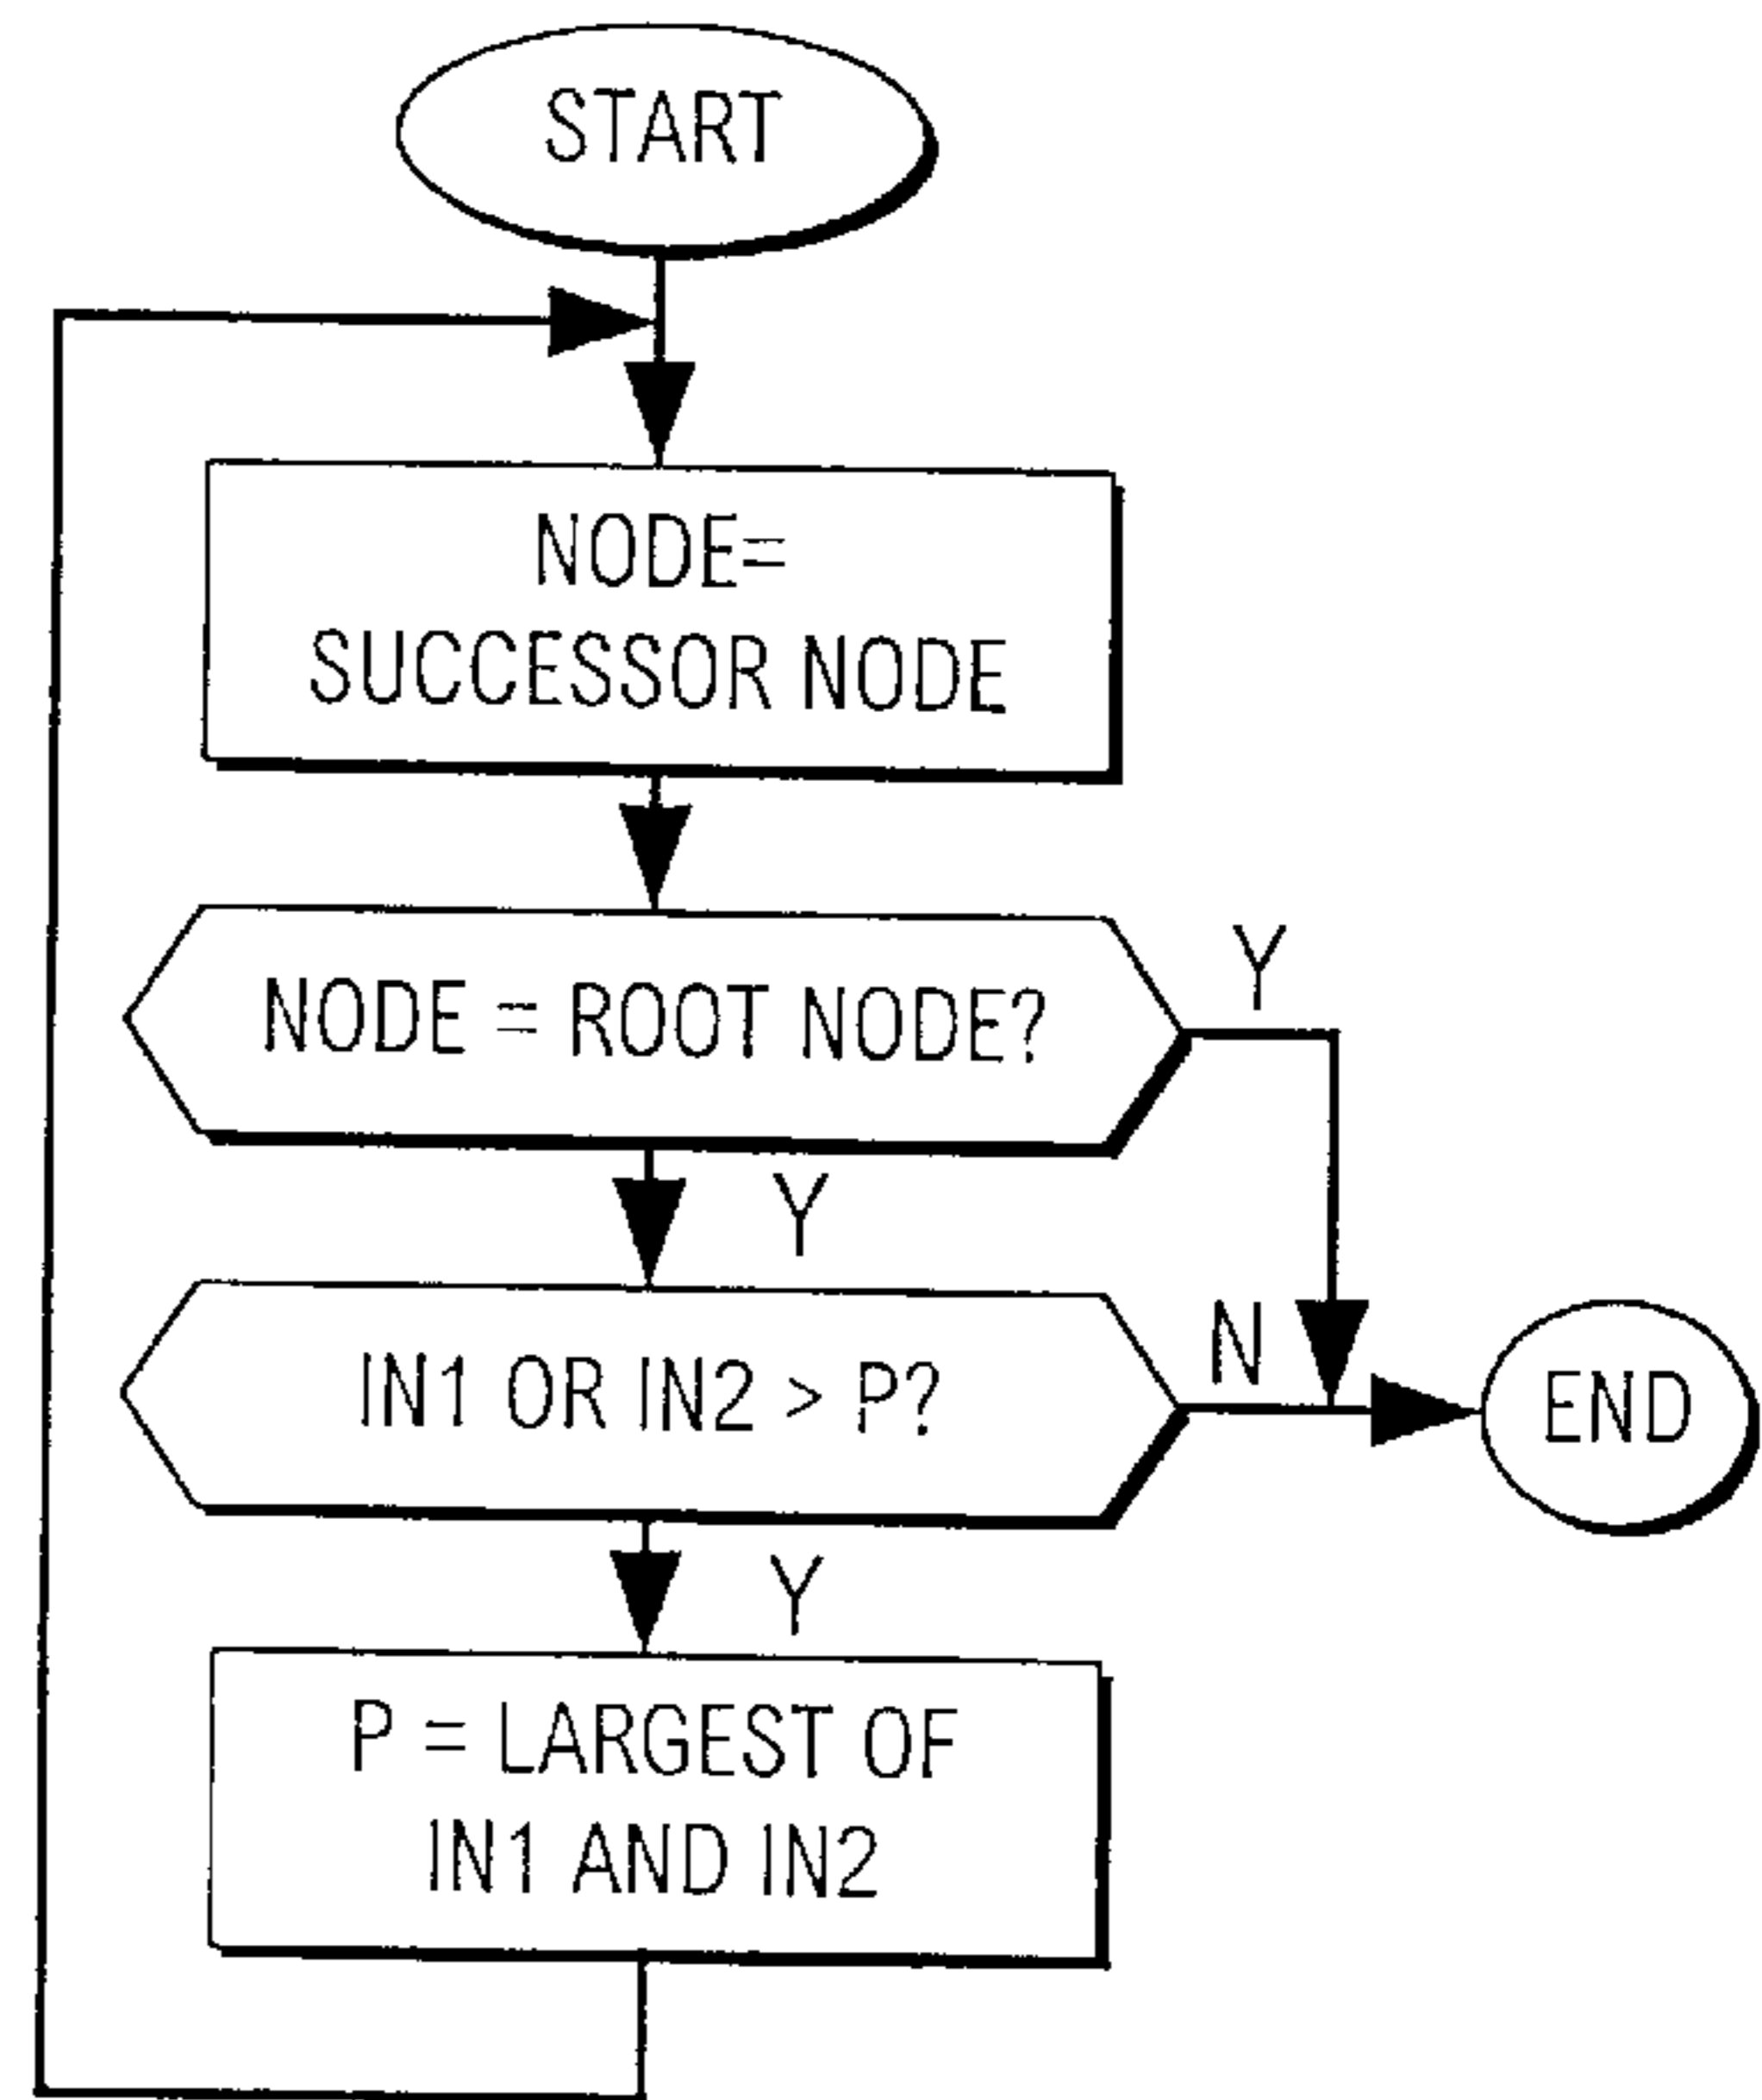 START
NODE=
SUCCESSOR NODE
NODE = ROOT NODE?
Y
Y
IN1 OR IN2 > P?
N
END
Y
P = LARGEST OF
IN1 AND IN2